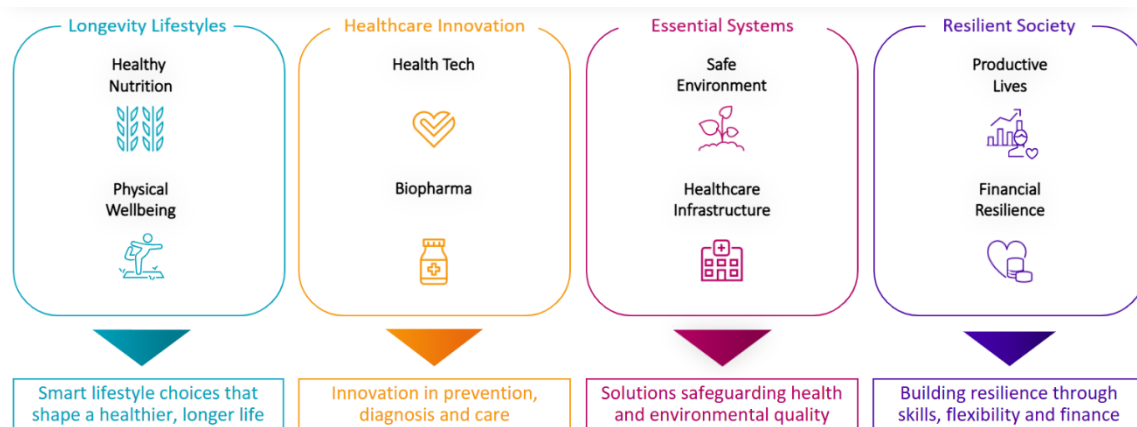 Longevity Lifestyles
Healthy
Nutrition
Physical
Wellbeing
Smart lifestyle choices that
shape a healthier, longer life
Healthcare Innovation
Health Tech
Biopharma
Innovation in prevention,
diagnosis and care
Essential Systems
Safe
Environment
Healthcare
Infrastructure
Solutions safeguarding health
and environmental quality
Resilient Society
Productive
Lives
Financial
Resilience
Building resilience through
skills, flexibility and finance